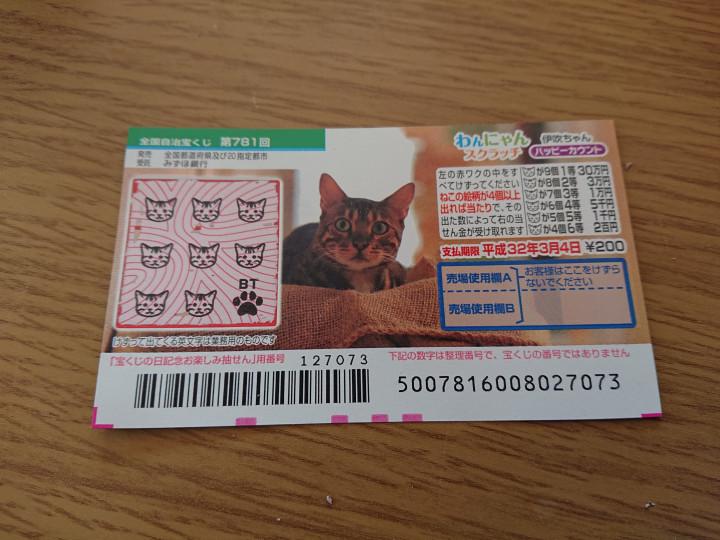 全国自治宝くじ 第781回
発売 全国都道府県及び20指定都市
受託 みずほ銀行
BT
けずって出てくる英文字は業務用のものです
わんにゃん
スクラッチ
伊吹ちゃん
ハッピーカウント
左の赤ワクの中をす
べてけずってください
ねこの絵柄が4個以上
出れば当たりで、その
出た数によって右の当
せん金が受け取れます
が9個1等 30万円
が8個2等 3万円
が7個3等 1万円
が6個4等 5千円
が5個5等 1千円
が4個6等 2百円
支払期限 平成32年3月4日 ¥200
売場使用欄A
売場使用欄B
お客様はここをけずら
ないでください
「宝くじの日記念お楽しみ抽せん」用番号 127073
下記の数字は整理番号で、宝くじの番号ではありません
5007816008027073